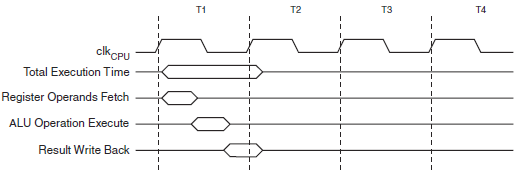 T1 T2 T3 T4
clkCPU
Total Execution Time
Register Operands Fetch
ALU Operation Execute
Result Write Back